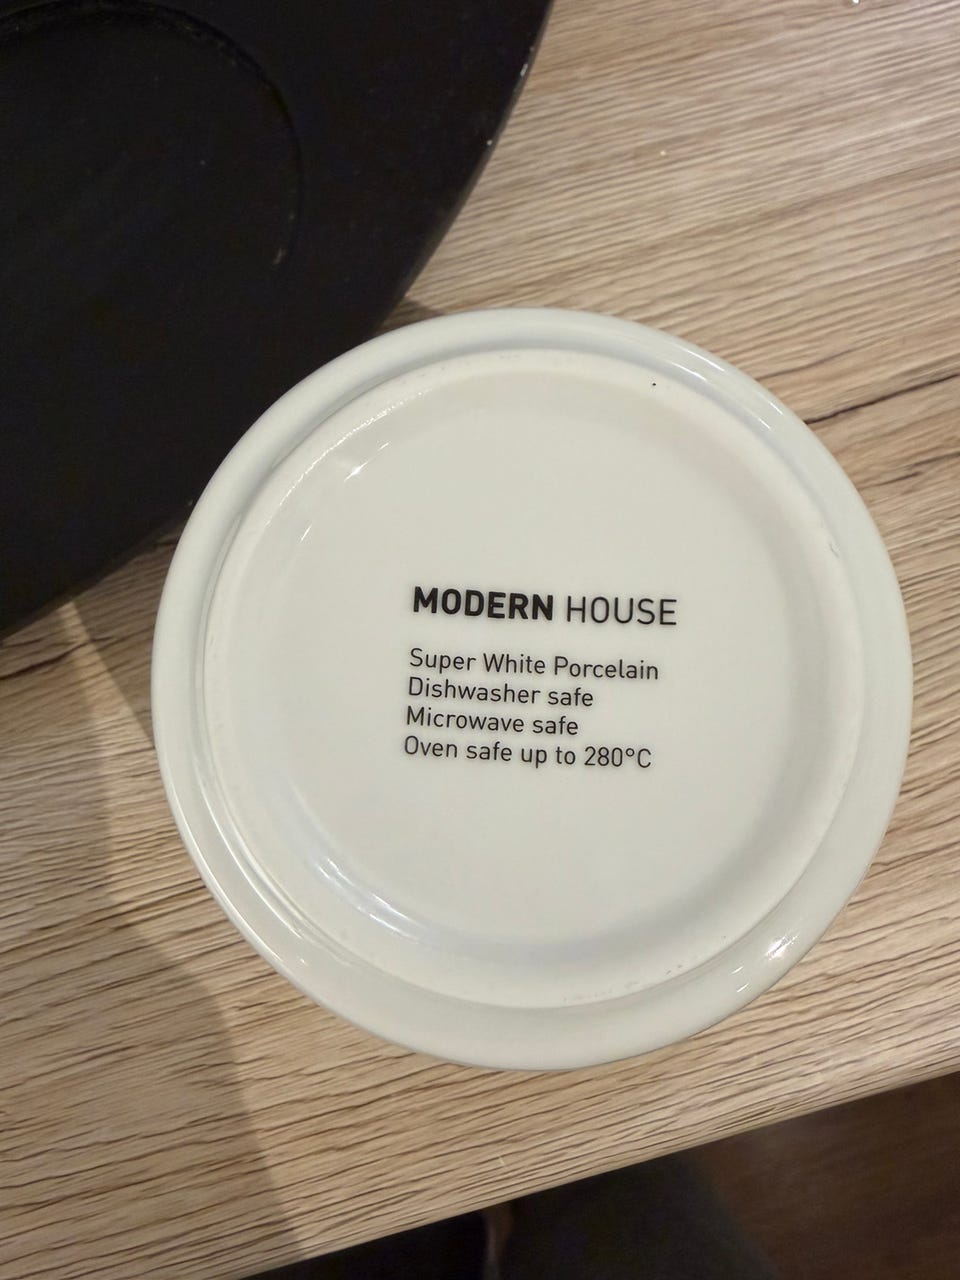 MODERN HOUSE
Super White Porcelain
Dishwasher safe
Microwave safe
Oven safe up to 280°C